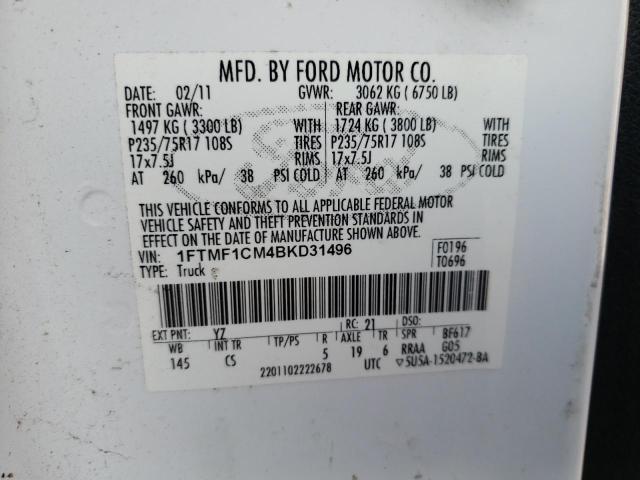 MFD. BY FORD MOTOR CO.
DATE: 02/11 GVWR: 3062 KG ( 6750 LB)
FRONT GAWR: REAR GAWR:
1497 KG ( 3300 LB) WITH 1724 KG ( 3800 LB) WITH
P235/75R17 108S TIRES P235/75R17 108S TIRES
17x7.5J RIMS 17x7.5J RIMS
AT 260 kPa/ 38 PSI COLD AT 260 kPa/ 38 PSI COLD
THIS VEHICLE CONFORMS TO ALL APPLICABLE FEDERAL MOTOR
VEHICLE SAFETY AND THEFT PREVENTION STANDARDS IN
EFFECT ON THE DATE OF MANUFACTURE SHOWN ABOVE.
VIN: 1FTMF1CM4BKD31496 F0196
TYPE: Truck T0696
EXT PNT: YZ RC: 21 DSO:
WB INT TR TP/PS R AXLE TR SPR BF617
145 CS 5 19 6 RRAA G05
2201102222678 UTC ▽5U5A-1520472-BA